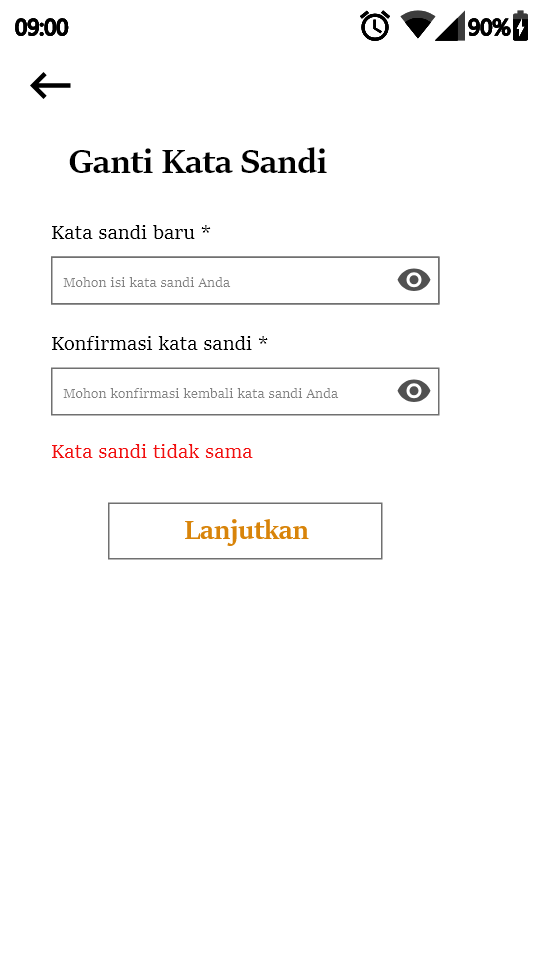 09:00 90%
Ganti Kata Sandi
Kata sandi baru *
Mohon isi kata sandi Anda
Konfirmasi kata sandi *
Mohon konfirmasi kembali kata sandi Anda
Kata sandi tidak sama
Lanjutkan